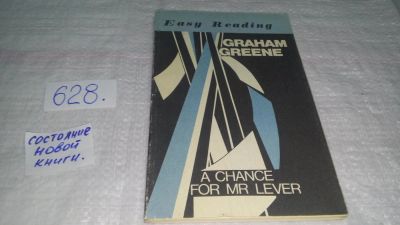 Easy Reading
GRAHAM
GREENE
A CHANCE
FOR MR LEVER
628.
СОСТОЯНИЕ
НОВОЙ
КНИГИ.